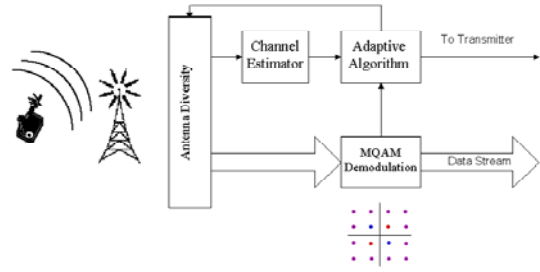 Antenna Diversity
Channel
Estimator
Adaptive
Algorithm
To Transmitter
MQAM
Demodulation
Data Stream